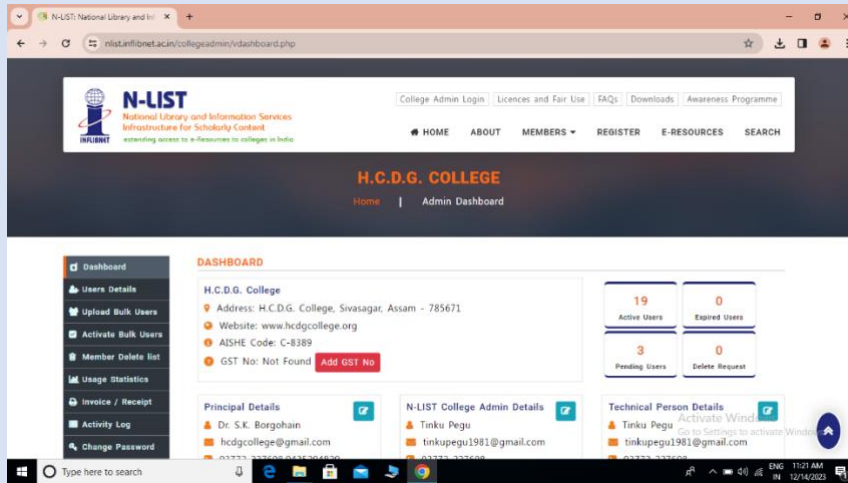 N-LIST: National Library and Inf
nlist.inflibnet.ac.in/collegeadmin/vdashboard.php
INFLIBNET
N-LIST
National Library and Information Services
Infrastructure for Scholarly Content
extending access to e-Resources to colleges in India
College Admin Login Licences and Fair Use FAQs Downloads Awareness Programme
HOME ABOUT MEMBERS REGISTER E-RESOURCES SEARCH
H.C.D.G. COLLEGE
Home | Admin Dashboard
Dashboard
Users Details
Upload Bulk Users
Activate Bulk Users
Member Delete list
Usage Statistics
Invoice / Receipt
Activity Log
Change Password
DASHBOARD
H.C.D.G. College
Address: H.C.D.G. College, Sivasagar, Assam - 785671
Website: www.hcdgcollege.org
AISHE Code: C-8389
GST No: Not Found Add GST No
19
Active Users
0
Expired Users
3
Pending Users
0
Delete Request
Principal Details
Dr. S.K. Borgohain
hcdgcollege@gmail.com
N-LIST College Admin Details
Tinku Pegu
tinkupegu1981@gmail.com
Technical Person Details
Tinku Pegu
tinkupegu1981@gmail.com
Activate Windo
Go to Settings to activate Windo
Type here to search
ENG
IN
11:21 AM
12/14/2023